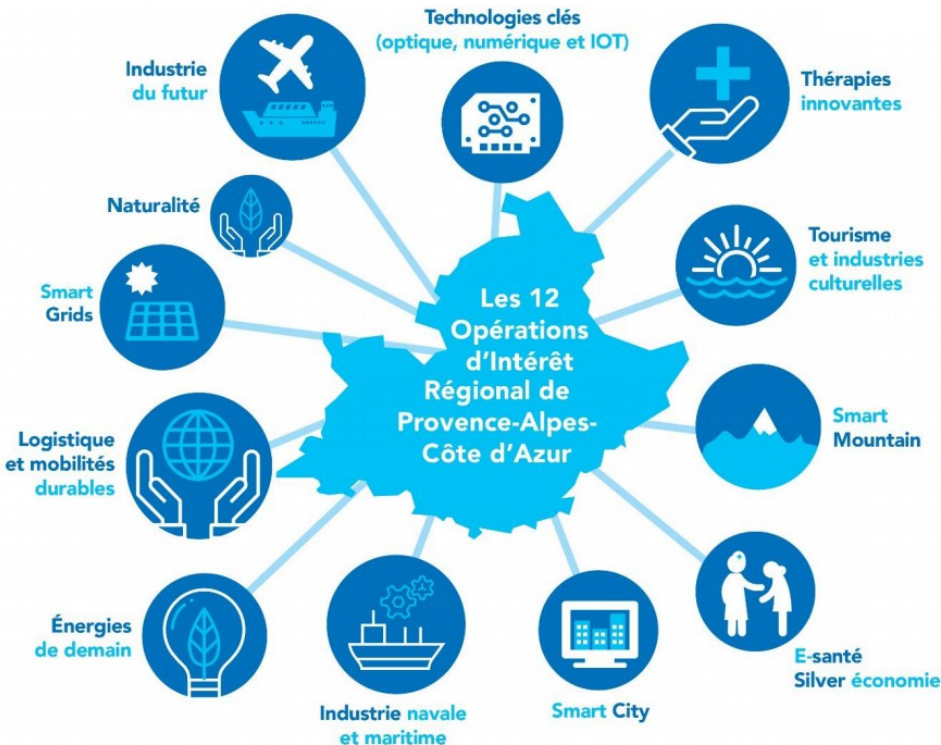 Technologies clés
(optique, numérique et IOT)
Industrie
du futur
Thérapies
innovantes
Naturalité
Tourisme
et industries
culturelles
Smart
Grids
Les 12
Opérations
d'Intérêt
Régional de
Provence-Alpes-
Côte d'Azur
Smart
Mountain
Logistique
et mobilités
durables
Énergies
de demain
E-santé
Silver économie
Industrie navale
et maritime
Smart City